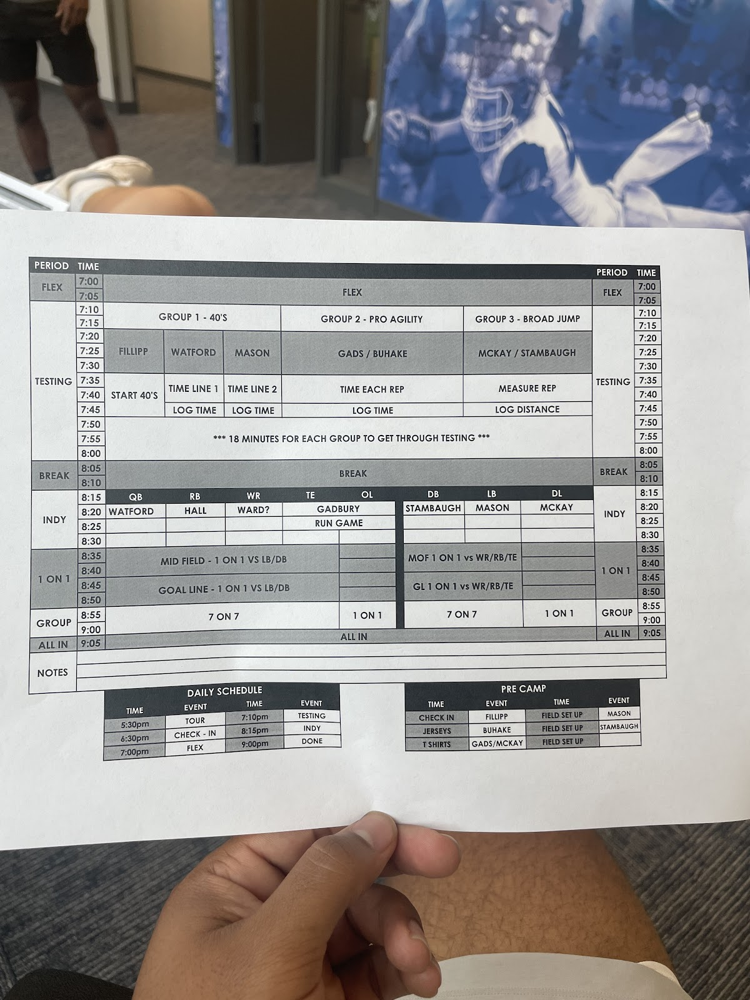 PERIOD TIME PERIOD TIME
FLEX 7:00 FLEX FLEX 7:00
7:05 7:05
TESTING 7:10 GROUP 1 - 40'S GROUP 2 - PRO AGILITY GROUP 3 - BROAD JUMP TESTING 7:10
7:15 7:15
7:20 7:20
7:25 FILLIPP WATFORD MASON GADS / BUHAKE MCKAY / STAMBAUGH 7:25
7:30 7:30
7:35 START 40'S TIME LINE 1 TIME LINE 2 TIME EACH REP MEASURE REP 7:35
7:40 7:40
7:45 LOG TIME LOG TIME LOG TIME LOG DISTANCE 7:45
7:50 7:50
7:55 *** 18 MINUTES FOR EACH GROUP TO GET THROUGH TESTING *** 7:55
8:00 8:00
BREAK 8:05 BREAK BREAK 8:05
8:10 8:10
INDY 8:15 QB RB WR TE OL DB LB DL INDY 8:15
8:20 WATFORD HALL WARD? GADBURY STAMBAUGH MASON MCKAY 8:20
8:25 RUN GAME 8:25
8:30 8:30
1 ON 1 8:35 MID FIELD - 1 ON 1 VS LB/DB MOF 1 ON 1 vs WR/RB/TE 1 ON 1 8:35
8:40 8:40
8:45 GOAL LINE - 1 ON 1 VS LB/DB GL 1 ON 1 vs WR/RB/TE 8:45
8:50 8:50
GROUP 8:55 7 ON 7 1 ON 1 7 ON 7 1 ON 1 GROUP 8:55
9:00 9:00
ALL IN 9:05 ALL IN ALL IN 9:05
NOTES
DAILY SCHEDULE
TIME EVENT TIME EVENT
5:30pm TOUR 7:10pm TESTING
6:30pm CHECK - IN 8:15pm INDY
7:00pm FLEX 9:00pm DONE
PRE CAMP
TIME EVENT TIME EVENT
CHECK IN FILLIPP FIELD SET UP MASON
JERSEYS BUHAKE FIELD SET UP STAMBAUGH
T SHIRTS GADS/MCKAY FIELD SET UP